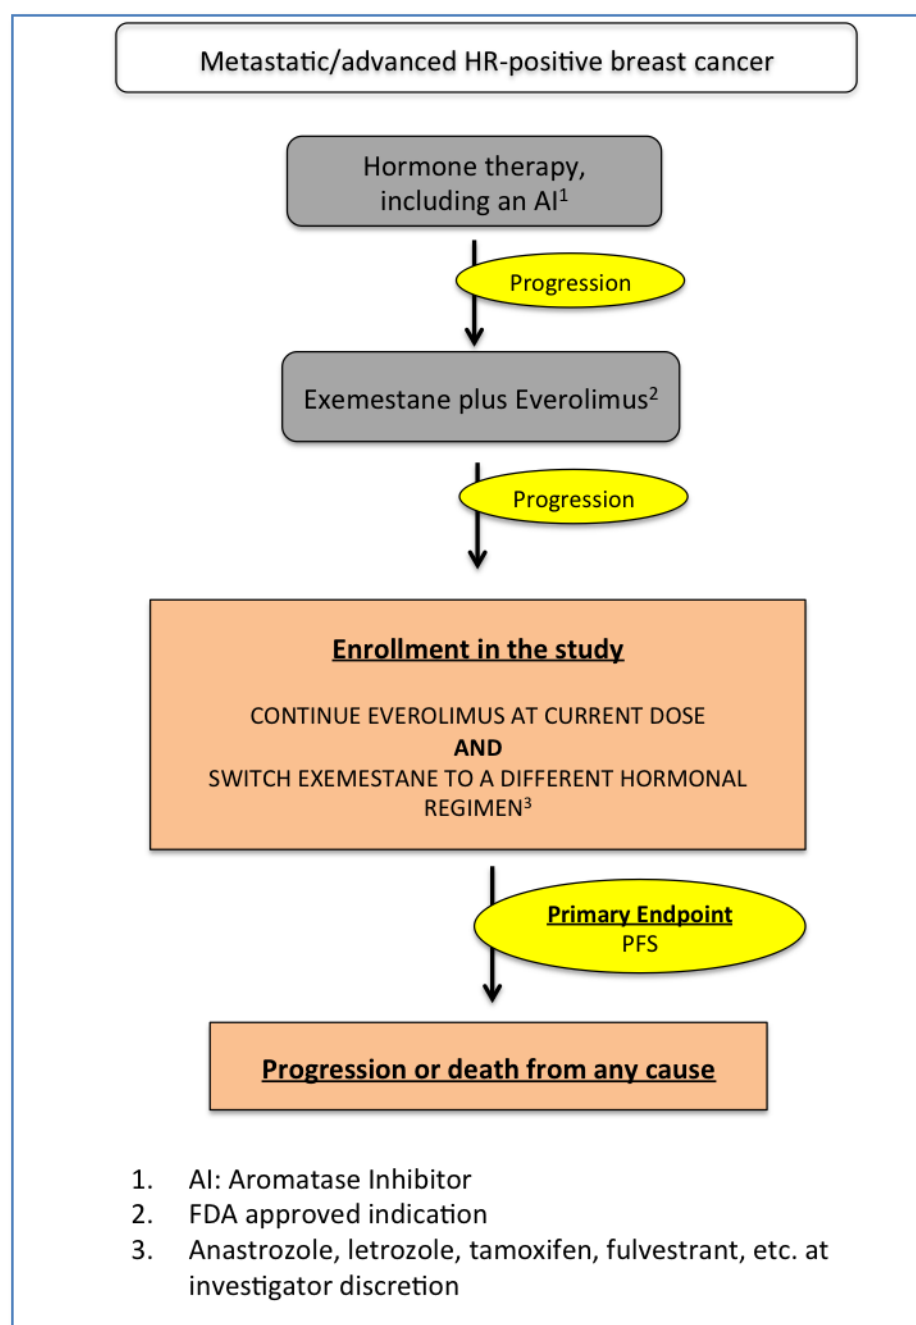 Metastatic/advanced HR-positive breast cancer
Hormone therapy,
including an AI¹
Progression
Exemestane plus Everolimus²
Progression
Enrollment in the study
CONTINUE EVEROLIMUS AT CURRENT DOSE
AND
SWITCH EXEMESTANE TO A DIFFERENT HORMONAL
REGIMEN³
Primary Endpoint
PFS
Progression or death from any cause
1. AI: Aromatase Inhibitor
2. FDA approved indication
3. Anastrozole, letrozole, tamoxifen, fulvestrant, etc. at
investigator discretion